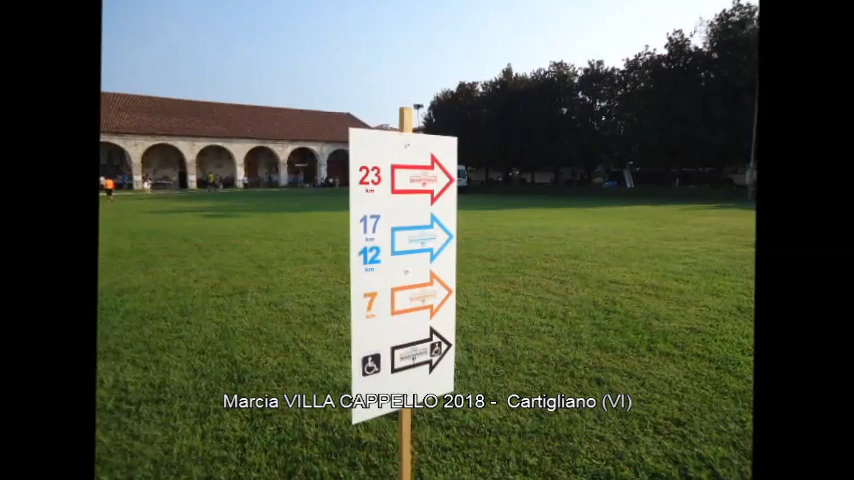 23
km
17
km
12
km
7
km
Marcia VILLA CAPPELLO 2018 - Cartigliano (VI)